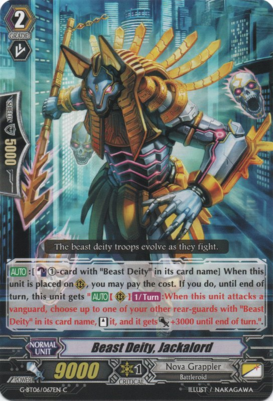 2
5000
The beast deity troops evolve as they fight.
AUTO :[ 1-card with "Beast Deity" in its card name] When this
unit is placed on , you may pay the cost. If you do, until end of
turn, this unit gets "AUTO [ ] 1/Turn :When this unit attacks a
vanguard, choose up to one of your other rear-guards with "Beast
Deity" in its card name, , and it gets +3000 until end of turn.".
NORMAL UNIT
Beast Deity, Jackalord
9000
1
CRITICAL
Nova Grappler
Battleroid
G-BT06/067EN C
ILLUST / NAKAGAWA